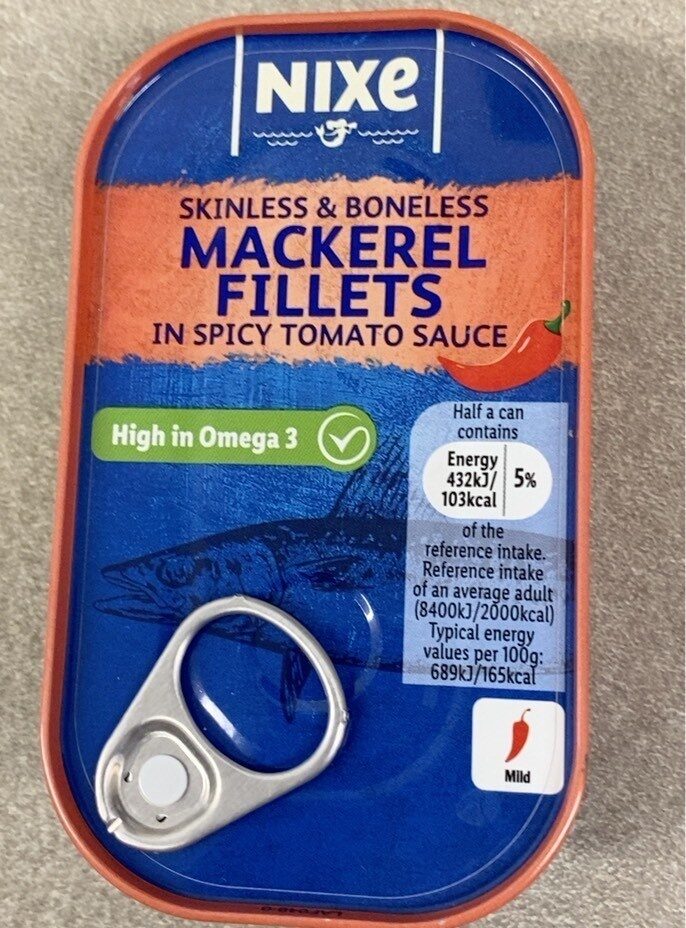 NIXe
SKINLESS & BONELESS
MACKEREL
FILLETS
IN SPICY TOMATO SAUCE
High in Omega 3
Half a can
contains
Energy
432kJ/
103kcal
5%
of the
reference intake.
Reference intake
of an average adult
(8400kJ/2000kcal)
Typical energy
values per 100g:
689kJ/165kcal
Mild